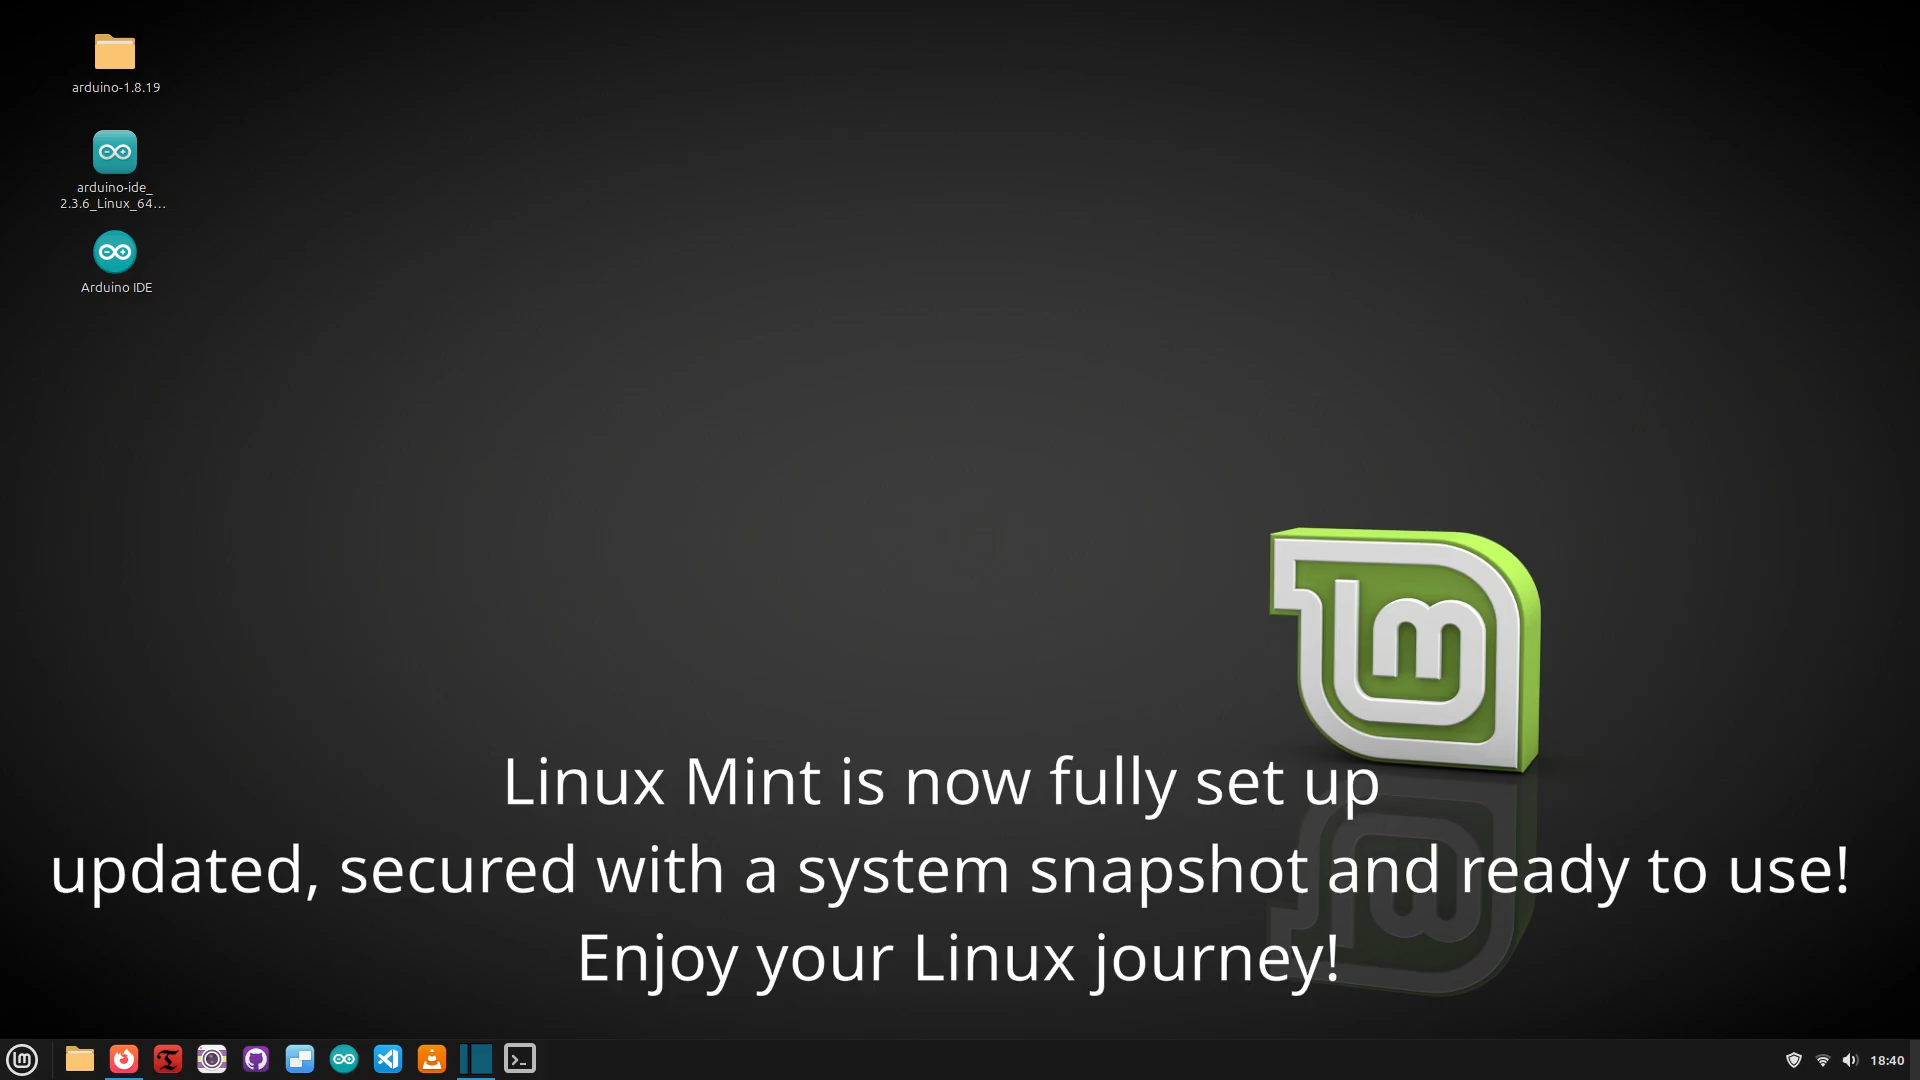 arduino-1.8.19
arduino-ide_
2.3.6_Linux_64...
Arduino IDE
lm
Linux Mint is now fully set up
updated, secured with a system snapshot and ready to use!
Enjoy your Linux journey!
18:40